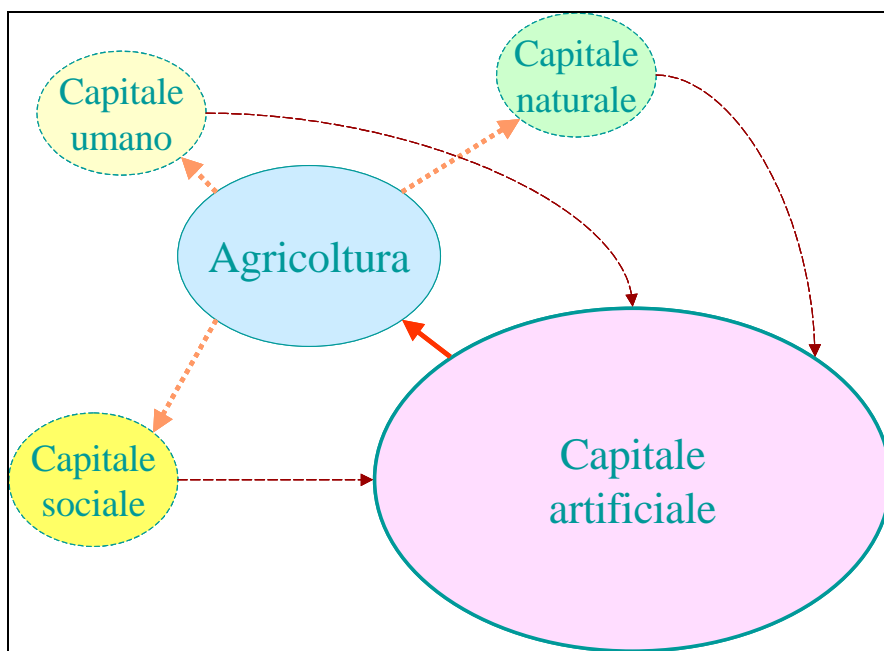 Capitale
naturale
Capitale
umano
Agricoltura
Capitale
sociale
Capitale
artificiale